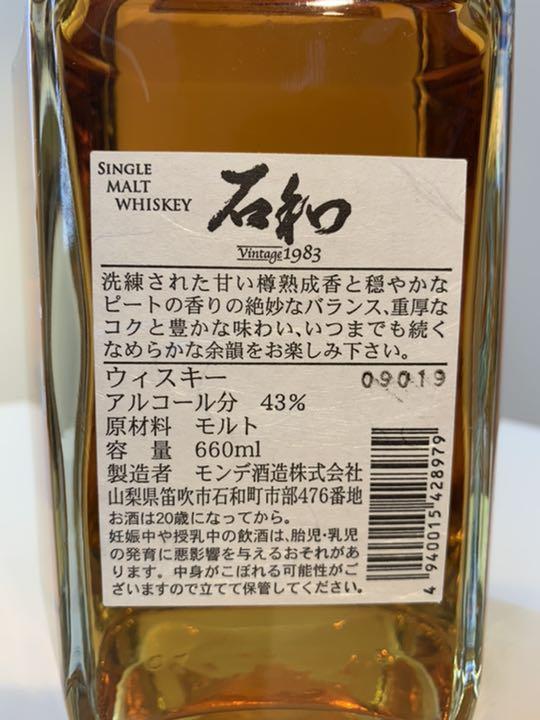 SINGLE
MALT
WHISKEY
石和
Vintage1983
洗練された甘い樽熟成香と穏やかな
ピートの香りの絶妙なバランス、重厚な
コクと豊かな味わい、いつまでも続く
なめらかな余韻をお楽しみ下さい。
ウィスキー
09019
アルコール分 43%
原材料 モルト
容 量 660ml
製造者 モンデ酒造株式会社
山梨県笛吹市石和町市部476番地
お酒は20歳になってから。
妊娠中や授乳中の飲酒は、胎児・乳児
の発育に悪影響を与えるおそれがあ
ります。中身がこぼれる可能性がご
ざいますので立てて保管してください。
4940015428979